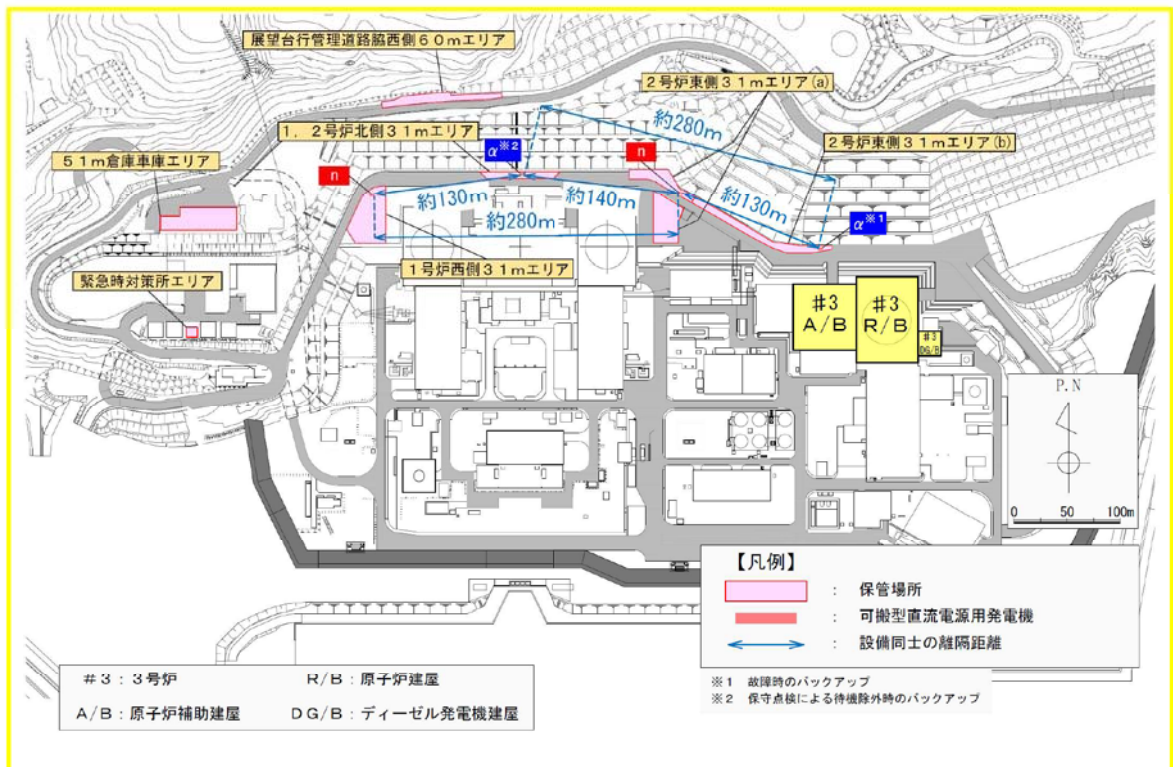 展望台行管理道路脇西側60mエリア
2号炉東側31mエリア(a)
1,2号炉北側31mエリア
約280m
2号炉東側31mエリア(b)
α※2
n
51m倉庫車庫エリア
n
約130m
約140m
約130m
約280m
α※1
1号炉西側31mエリア
緊急時対策所エリア
#3
A/B
#3
R/B
#3
DG/B
P.N
0 50 100m
【凡例】
: 保管場所
: 可搬型直流電源用発電機
: 設備同士の離隔距離
※1 故障時のバックアップ
※2 保守点検による待機除外時のバックアップ
#3:3号炉 R/B:原子炉建屋
A/B:原子炉補助建屋 DG/B:ディーゼル発電機建屋